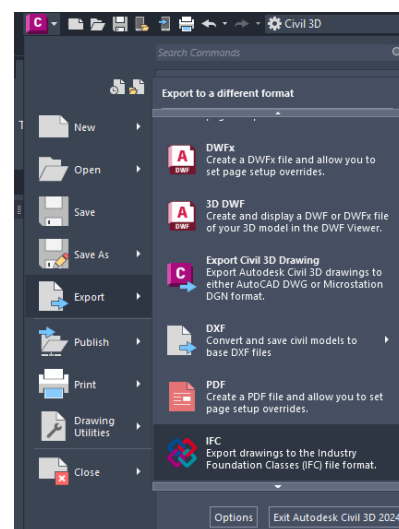 C
Civil 3D
Search Commands
Export to a different format
New
Open
Save
Save As
Export
Publish
Print
Drawing
Utilities
Close
DWFx
Create a DWFx file and allow you to
set page setup overrides.
3D DWF
Create and display a DWF or DWFx file
of your 3D model in the DWF Viewer.
Export Civil 3D Drawing
Export Autodesk Civil 3D drawings to
either AutoCAD DWG or Microstation
DGN format.
DXF
Convert and save civil models to
base DXF files
PDF
Create a PDF file and allow you to set
page setup overrides.
IFC
Export drawings to the Industry
Foundation Classes (IFC) file format.
A
DWF
A
DWF
C
Options
Exit Autodesk Civil 3D 2024